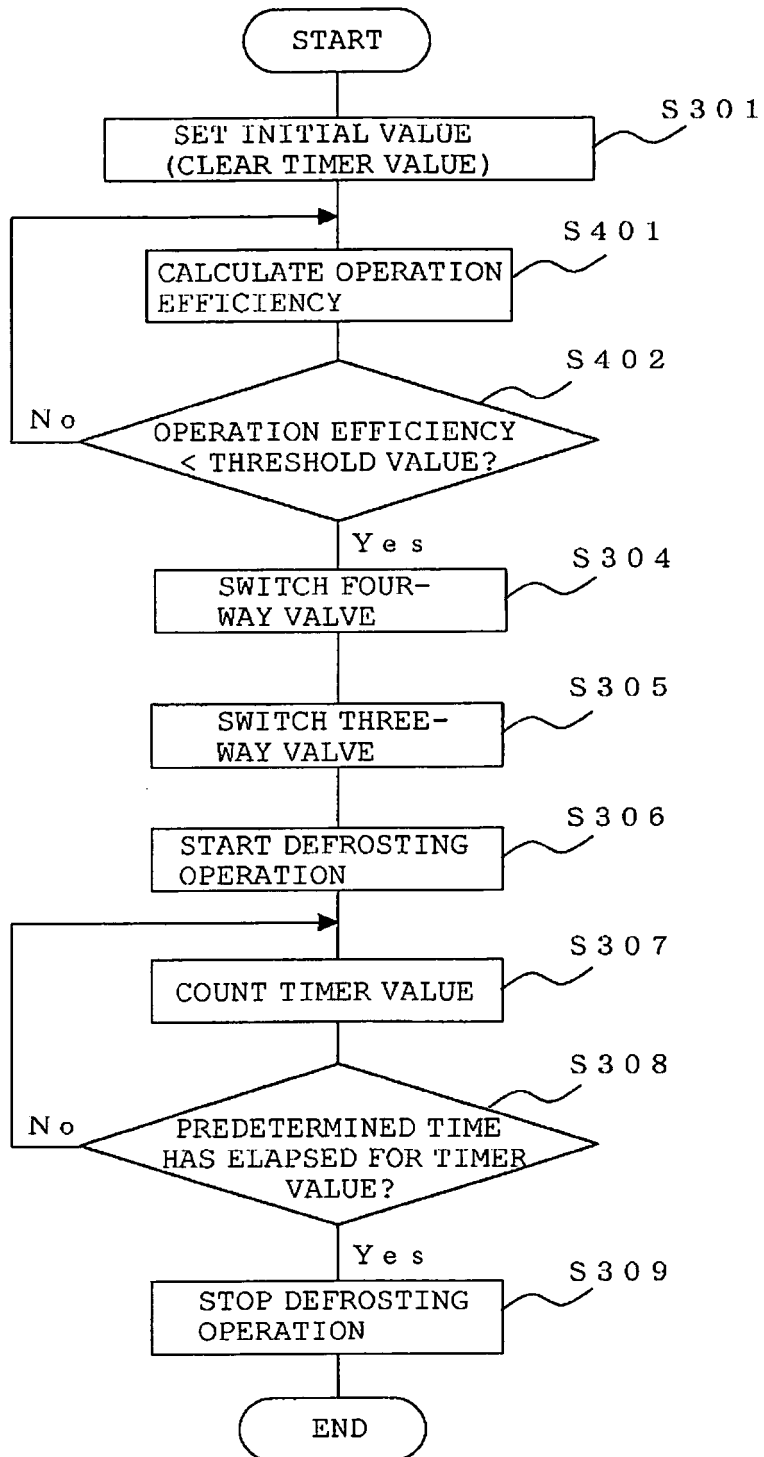 START
S301
SET INITIAL VALUE
(CLEAR TIMER VALUE)
S401
CALCULATE OPERATION
EFFICIENCY
S402
No
OPERATION EFFICIENCY
< THRESHOLD VALUE?
Yes
S304
SWITCH FOUR-
WAY VALVE
S305
SWITCH THREE-
WAY VALVE
S306
START DEFROSTING
OPERATION
S307
COUNT TIMER VALUE
S308
No
PREDETERMINED TIME
HAS ELAPSED FOR TIMER
VALUE?
Yes
S309
STOP DEFROSTING
OPERATION
END